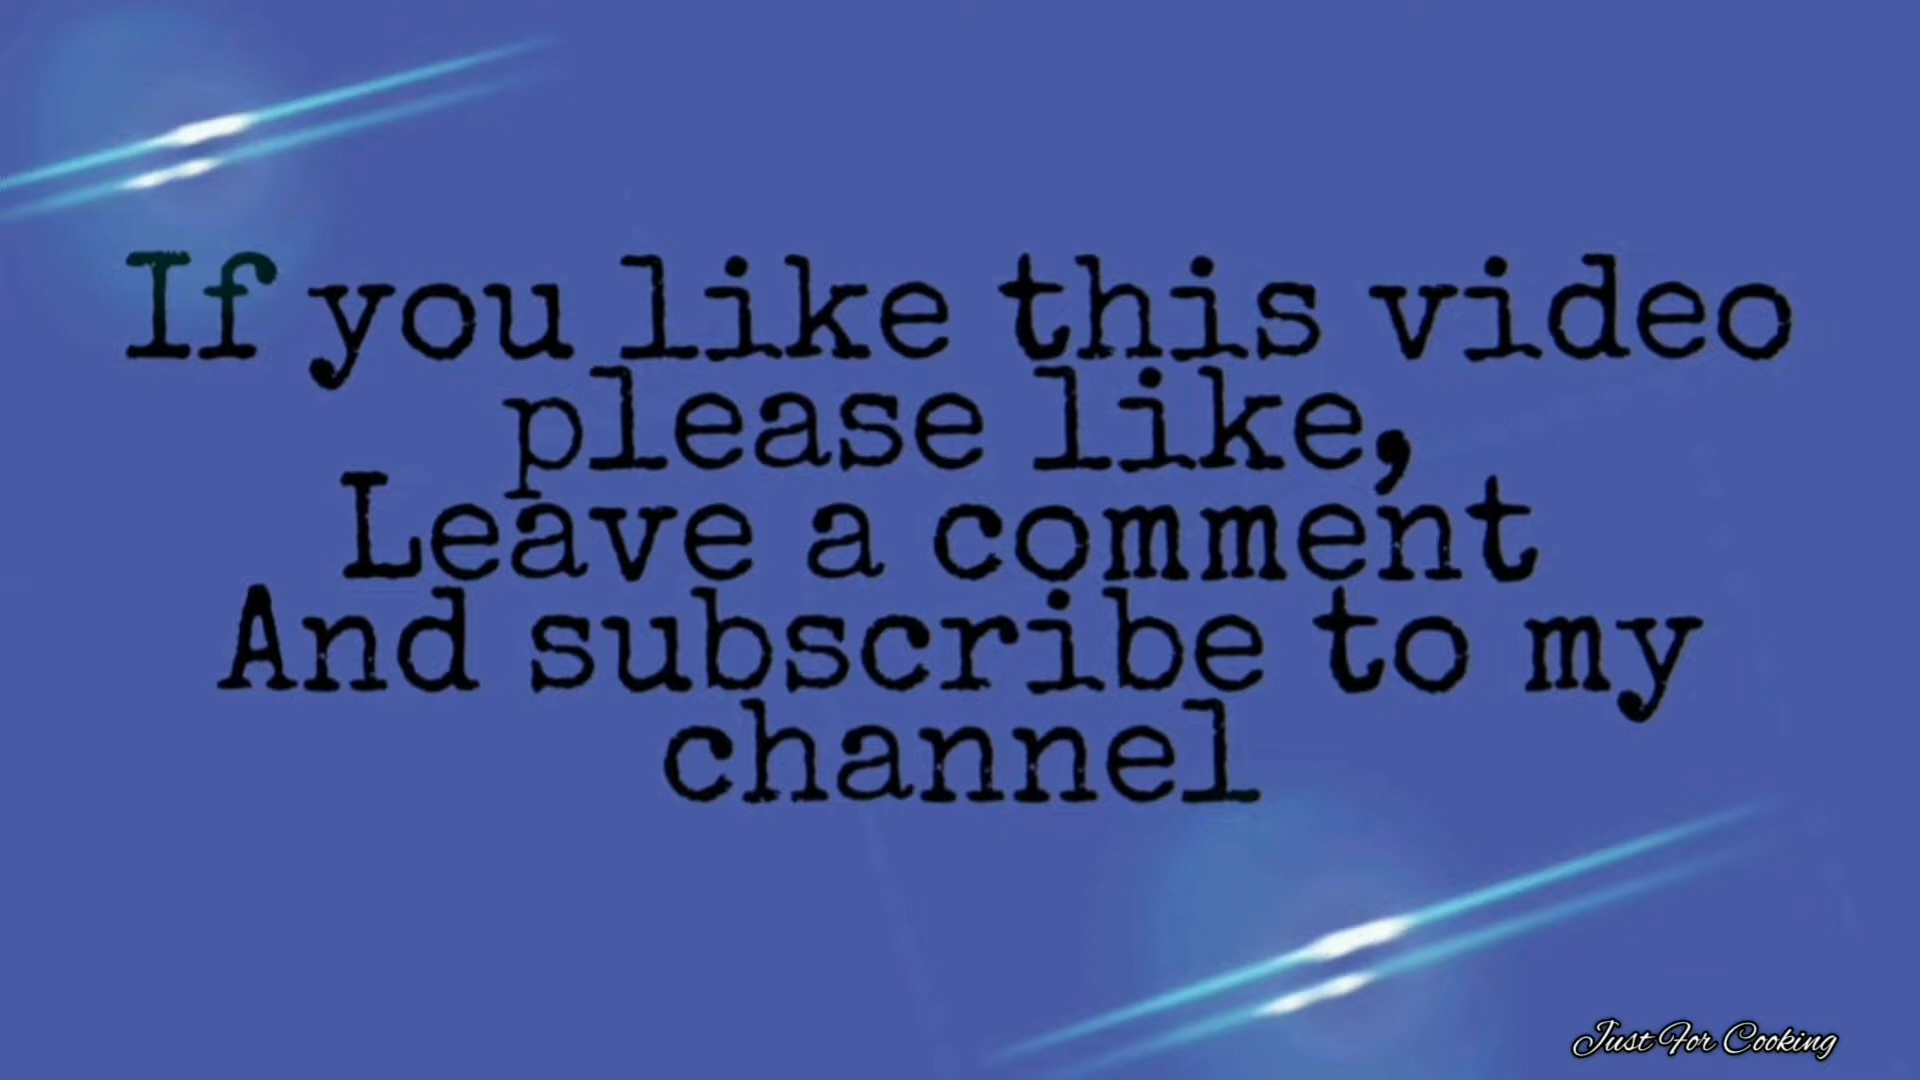 If you like this video
please like,
Leave a comment
And subscribe to my
channel
Just For Cooking